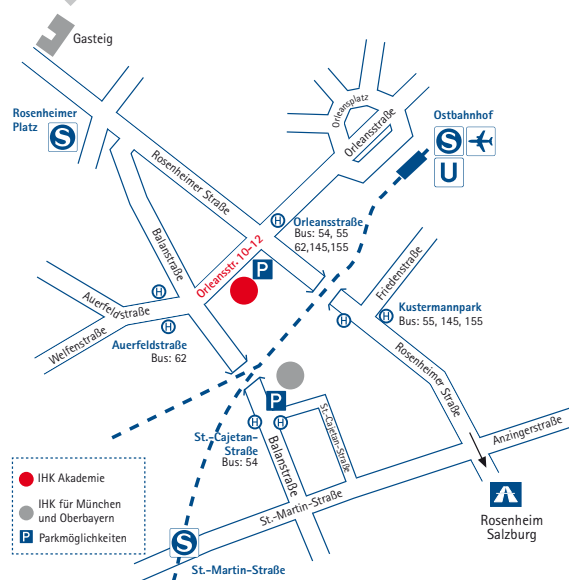 Gasteig
Rosenheimer
Platz
S
Orleansplatz
Orleansstraße
Ostbahnhof
S
U
Rosenheimer Straße
Balanstraße
Orleansstr. 10–12
P
H
Orleansstraße
Bus: 54, 55
62,145,155
Friedenstraße
H
Auerfeldstraße
Welfenstraße
H
Auerfeldstraße
Bus: 62
H
H
Kustermannpark
Bus: 55, 145, 155
Rosenheimer Straße
P
H
H
St.-Cajetan-
Straße
Bus: 54
Balanstraße
St.-Cajetan-Straße
Anzingerstraße
St.-Martin-Straße
Rosenheim
Salzburg
S
St.-Martin-Straße
IHK Akademie
IHK für München
und Oberbayern
P Parkmöglichkeiten